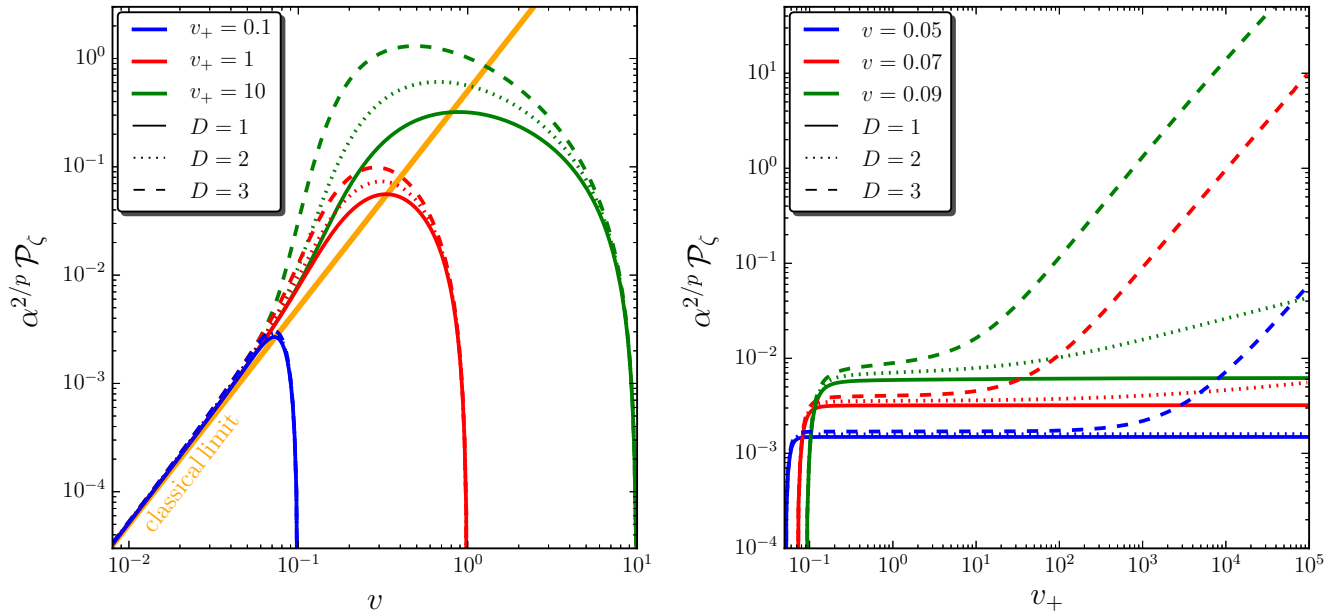 v₊ = 0.1
v₊ = 1
v₊ = 10
D = 1
D = 2
D = 3
classical limit
α^{2/p} 𝒫_ζ
10⁰
10⁻¹
10⁻²
10⁻³
10⁻⁴
10⁻² 10⁻¹ 10⁰ 10¹
v
v = 0.05
v = 0.07
v = 0.09
D = 1
D = 2
D = 3
α^{2/p} 𝒫_ζ
10¹
10⁰
10⁻¹
10⁻²
10⁻³
10⁻⁴
10⁻¹ 10⁰ 10¹ 10² 10³ 10⁴ 10⁵
v₊